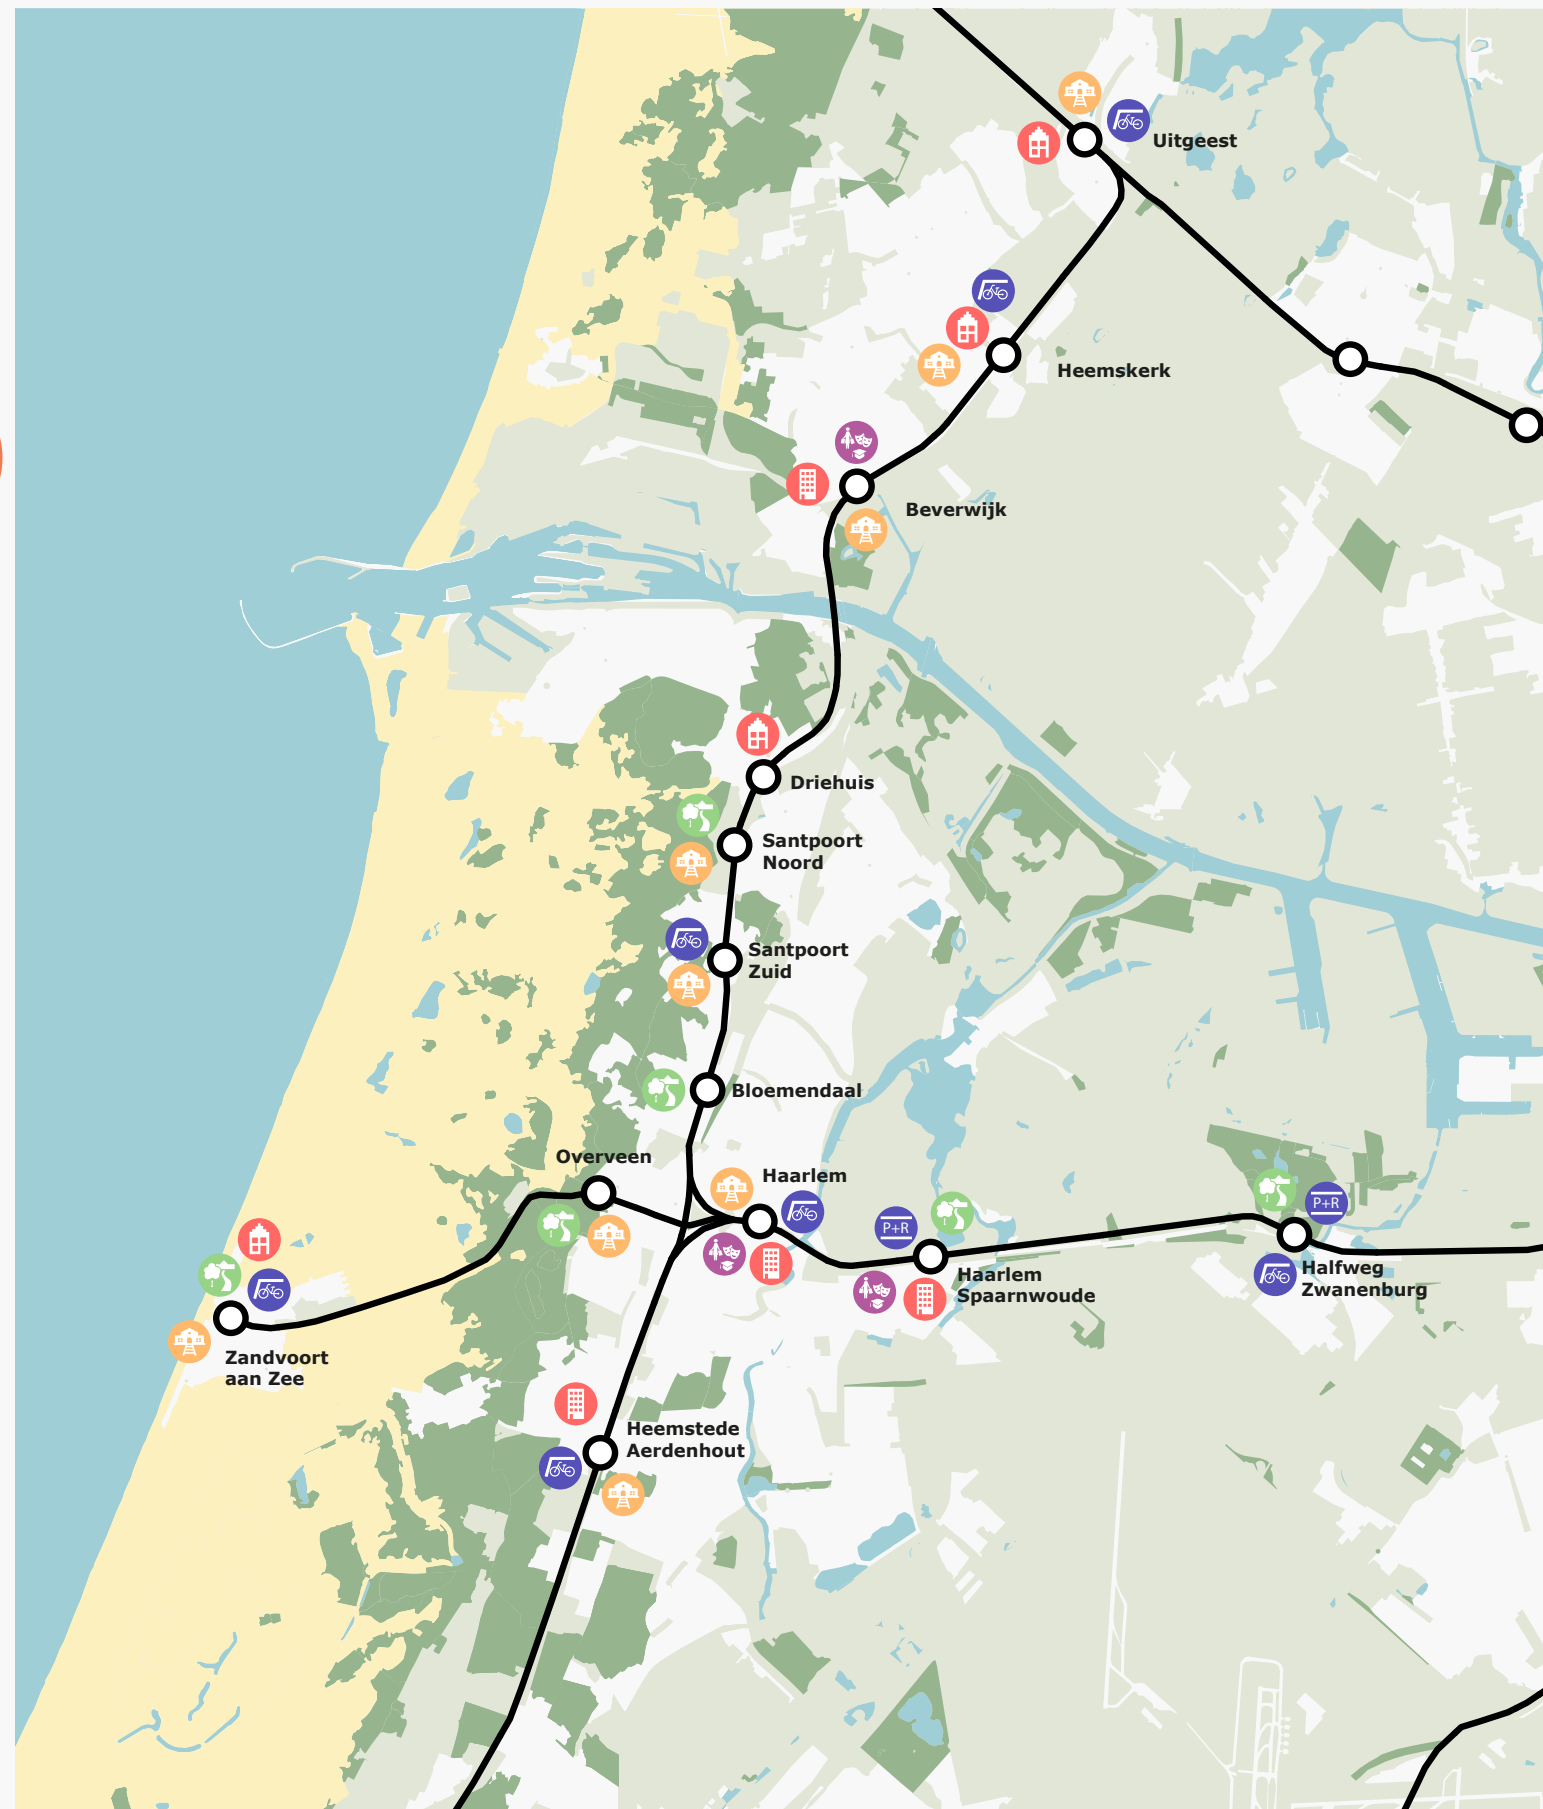 Uitgeest
Heemskerk
Beverwijk
Driehuis
Santpoort
Noord
Santpoort
Zuid
Bloemendaal
Overveen
Haarlem
P+R
P+R
Haarlem
Spaarnwoude
Halfweg
Zwanenburg
Zandvoort
aan Zee
Heemstede
Aerdenhout